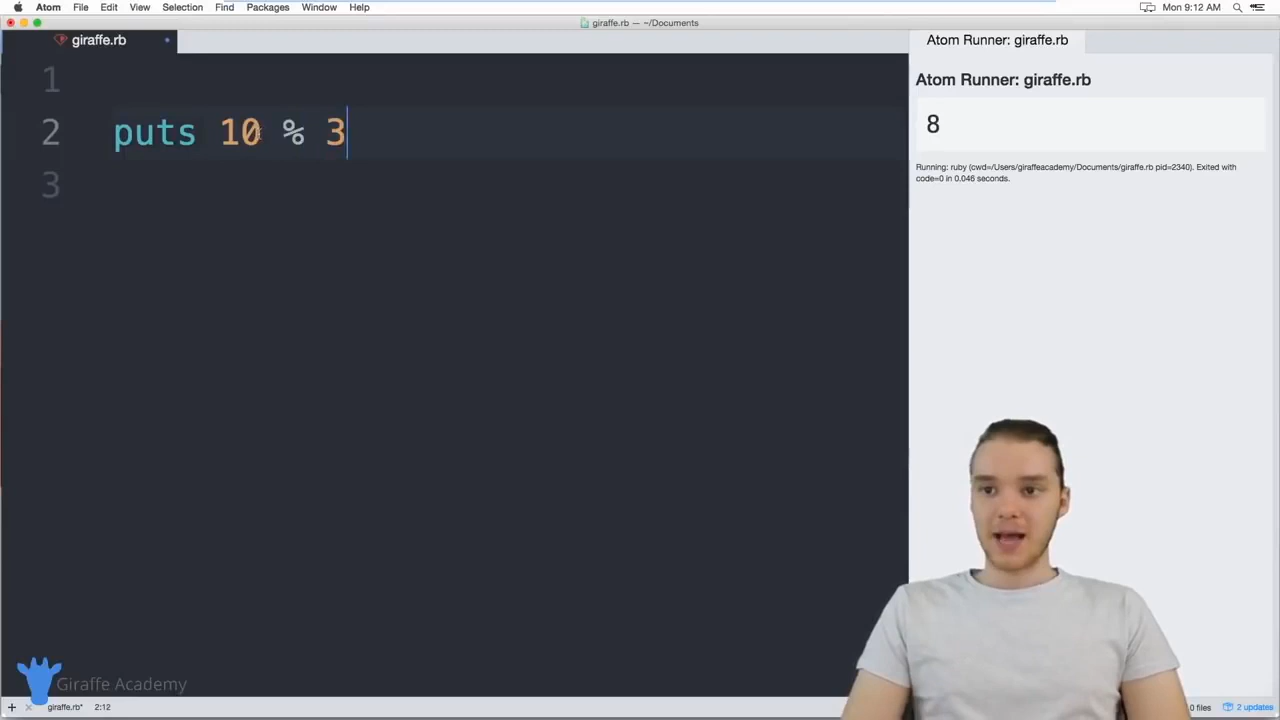 Atom File Edit View Selection Find Packages Window Help Mon 9:12 AM
giraffe.rb — ~/Documents
giraffe.rb
Atom Runner: giraffe.rb
Atom Runner: giraffe.rb
1
2 puts 10 % 3
3
8
Running: ruby (cwd=/Users/giraffeacademy/Documents/giraffe.rb pid=2340). Exited with
code=0 in 0.046 seconds.
Giraffe Academy
giraffe.rb* 2:12
0 files 2 updates